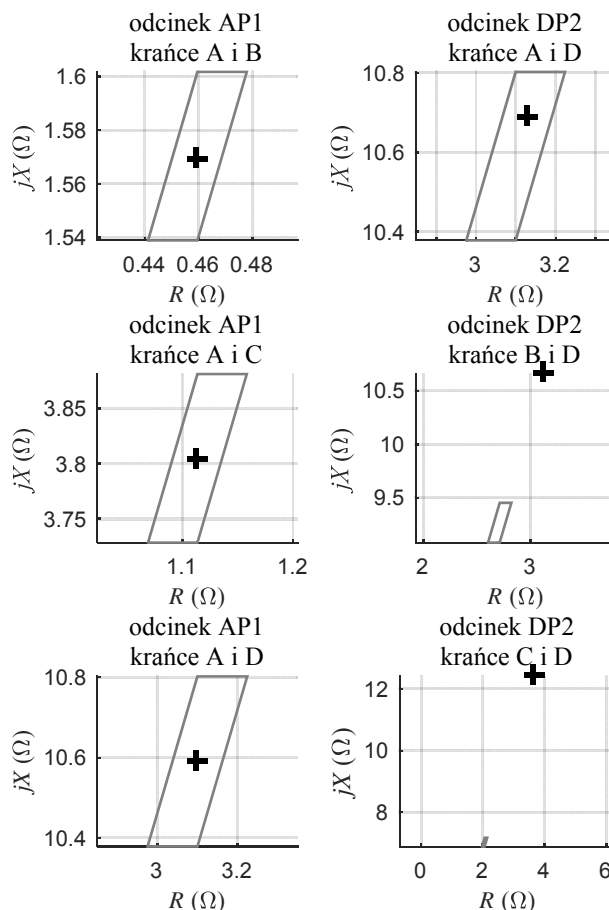 odcinek AP1
krańce A i B
1.6
1.58
1.56
1.54
jX (Ω)
0.44 0.46 0.48
R (Ω)
odcinek DP2
krańce A i D
10.8
10.6
10.4
jX (Ω)
3 3.2
R (Ω)
odcinek AP1
krańce A i C
3.85
3.8
3.75
jX (Ω)
1.1 1.2
R (Ω)
odcinek DP2
krańce B i D
10.5
10
9.5
jX (Ω)
2 3
R (Ω)
odcinek AP1
krańce A i D
10.8
10.6
10.4
jX (Ω)
3 3.2
R (Ω)
odcinek DP2
krańce C i D
12
10
8
jX (Ω)
0 2 4 6
R (Ω)